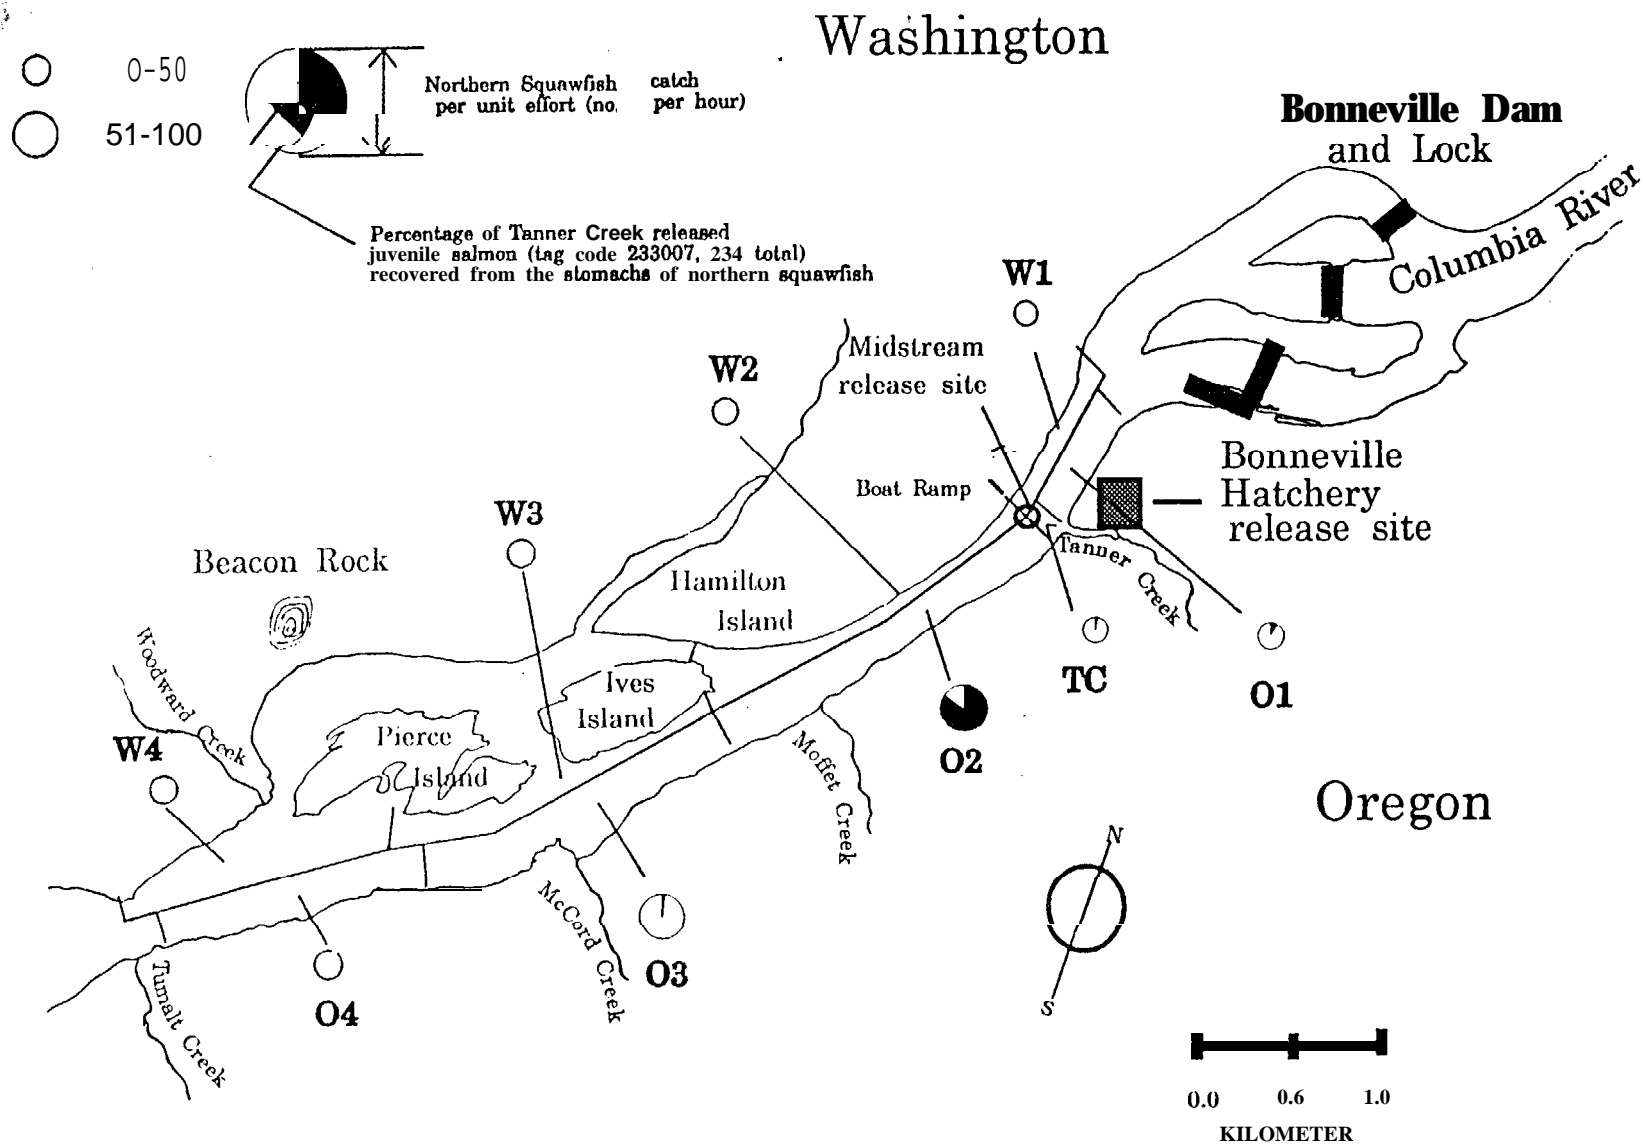 Washington
0-50
51-100
Northern Squawfish catch
per unit effort (no. per hour)
Bonneville Dam
and Lock
Columbia River
Percentage of Tanner Creek released
juvenile salmon (tag code 233007, 234 total)
recovered from the stomachs of northern squawfish
W1
Midstream
release site
W2
Boat Ramp
Bonneville
Hatchery
release site
W3
Beacon Rock
Tanner Creek
Hamilton
Island
Woodward Creek
Ives
Island
TC
O1
W4
Pierce
Island
O2
Moffet Creek
Oregon
N
S
McCord Creek
O3
O4
Tumalt Creek
0.0 0.6 1.0
KILOMETER